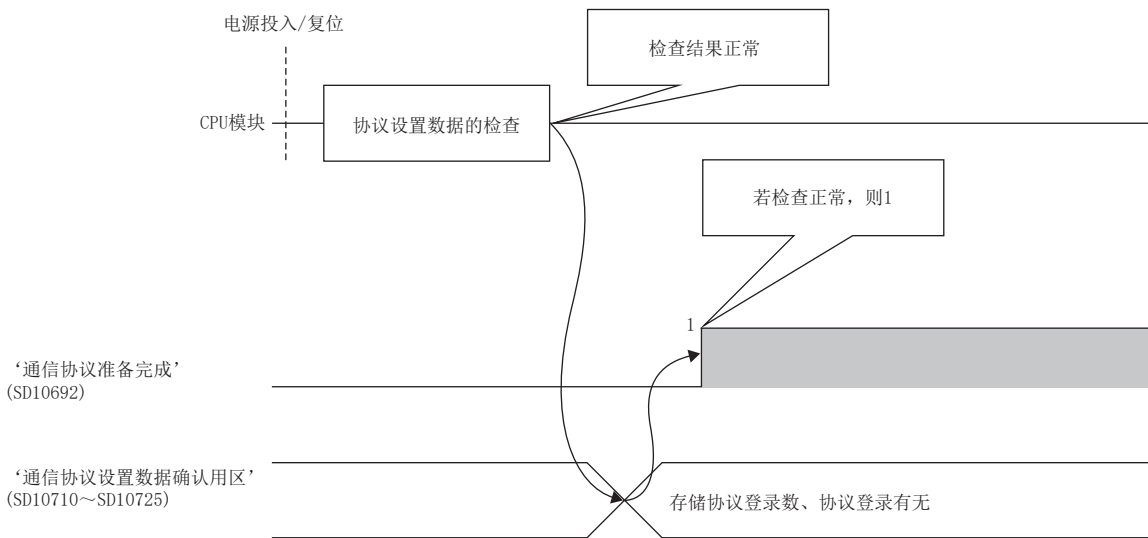 电源投入/复位
检查结果正常
CPU模块
协议设置数据的检查
若检查正常，则1
1
‘通信协议准备完成’
(SD10692)
‘通信协议设置数据确认用区’
(SD10710～SD10725)
存储协议登录数、协议登录有无